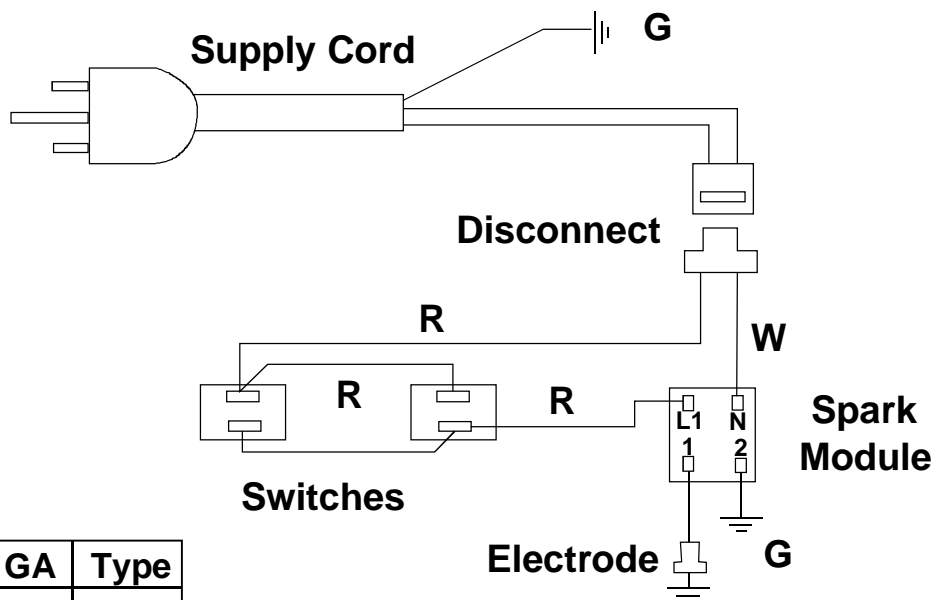 Supply Cord
G
Disconnect
R
W
R
R
L1 N
1 2
Spark
Module
Switches
Electrode
G
GA Type